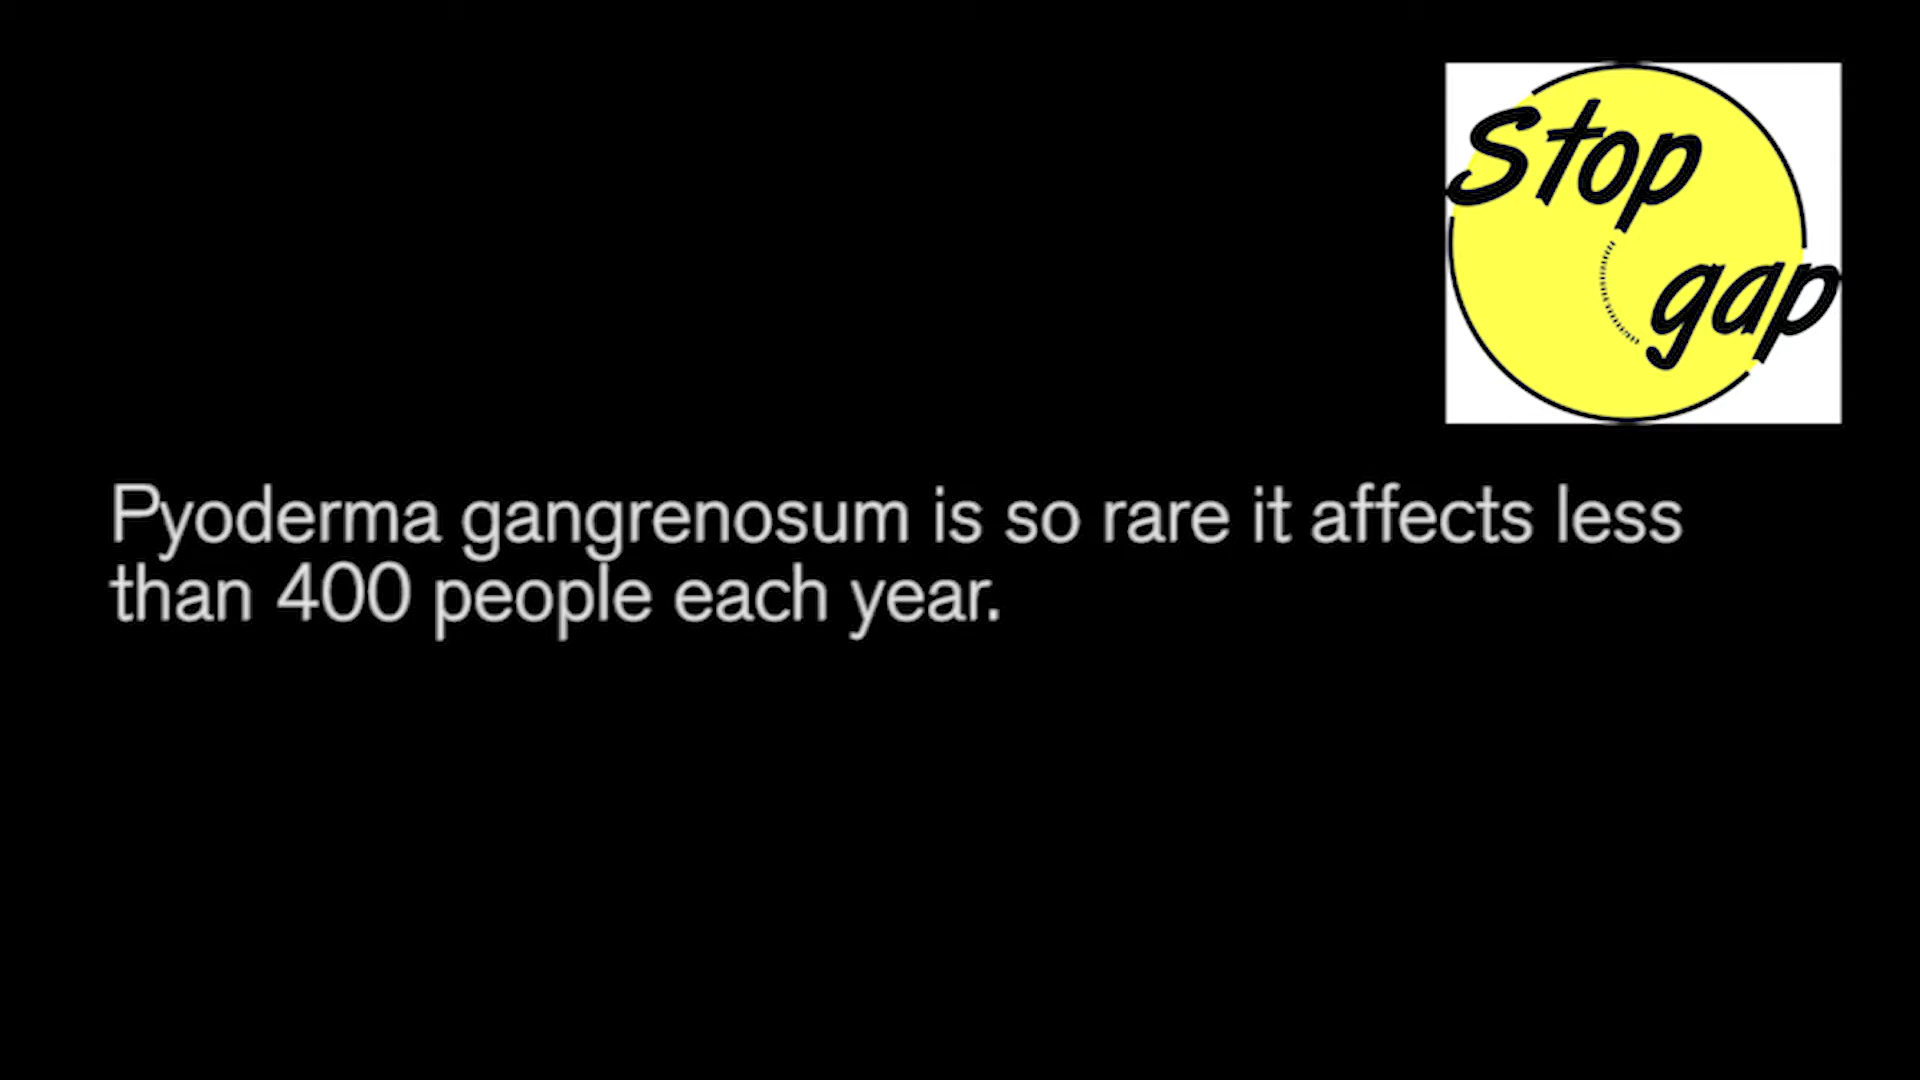 Stop
gap
Pyoderma gangrenosum is so rare it affects less
than 400 people each year.